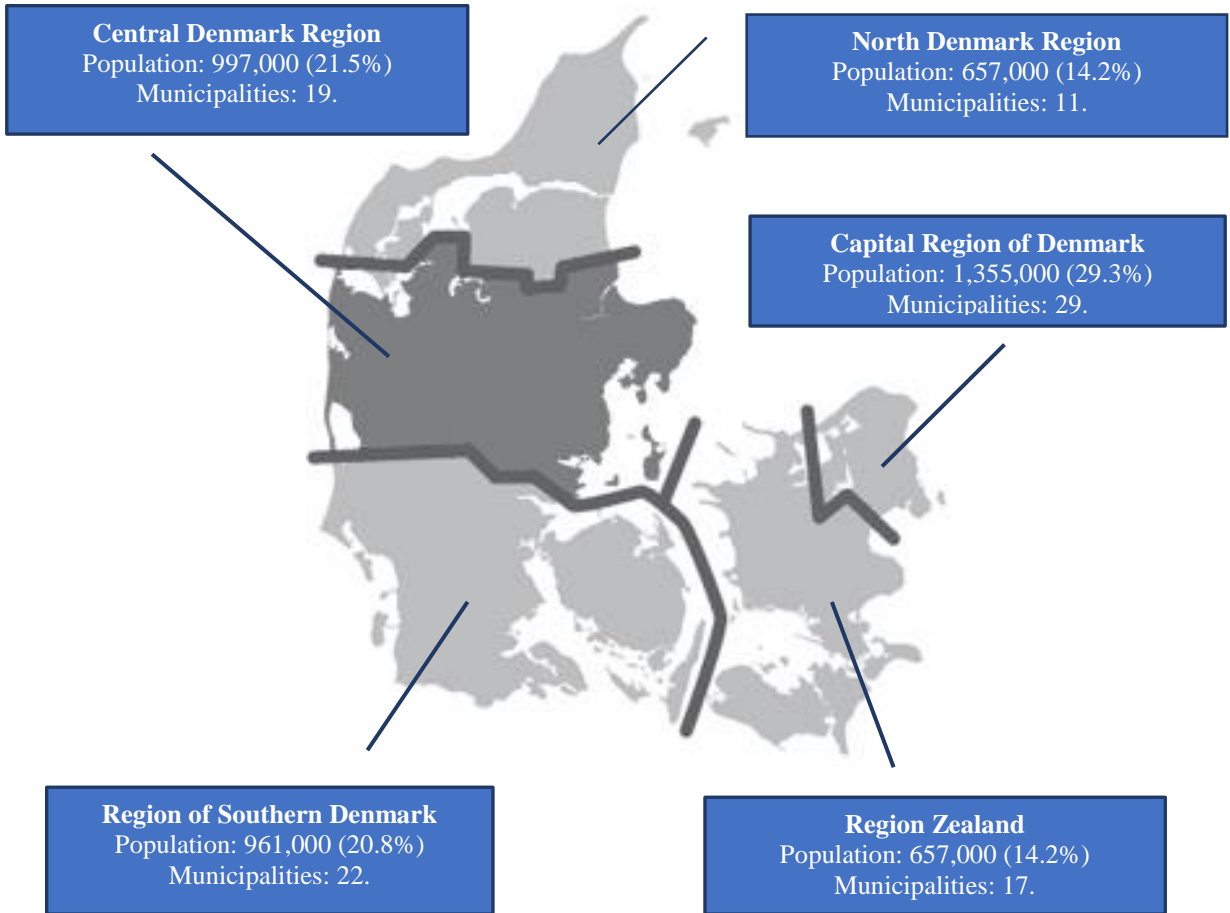 Central Denmark Region
Population: 997,000 (21.5%)
Municipalities: 19.
North Denmark Region
Population: 657,000 (14.2%)
Municipalities: 11.
Capital Region of Denmark
Population: 1,355,000 (29.3%)
Municipalities: 29.
Region of Southern Denmark
Population: 961,000 (20.8%)
Municipalities: 22.
Region Zealand
Population: 657,000 (14.2%)
Municipalities: 17.